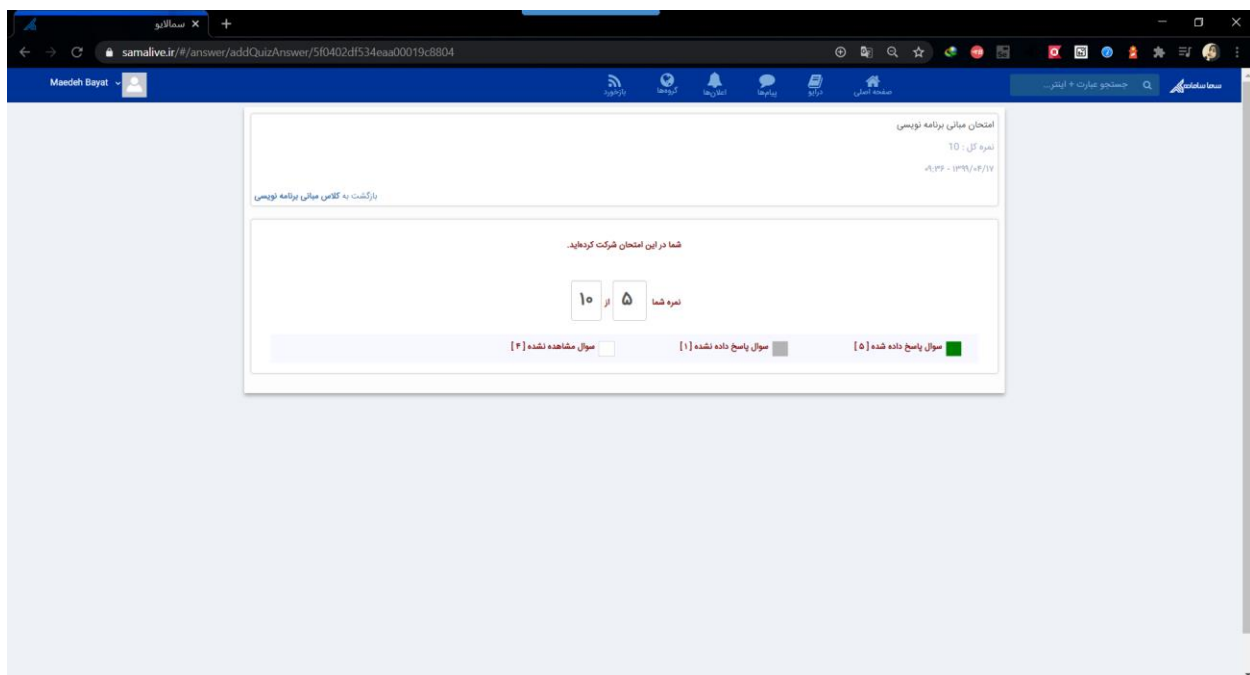 سمالایو
samalive.ir/#/answer/addQuizAnswer/5f0402df534eaa00019c8804
Maedeh Bayat
بازخورد
گروه‌ها
اعلان‌ها
پیام‌ها
درایو
صفحه اصلی
جستجو عبارت + اینتر...
سما سامانه
امتحان مبانی برنامه نویسی
نمره کل : 10
۱۳۹۹/۰۴/۱۷ - ۰۹:۳۶
بازگشت به کلاس مبانی برنامه نویسی
شما در این امتحان شرکت کرده‌اید.
نمره شما ۵ از ۱۰
سوال پاسخ داده شده [ ۵ ] سوال پاسخ داده نشده [ ۱ ] سوال مشاهده نشده [ ۴ ]